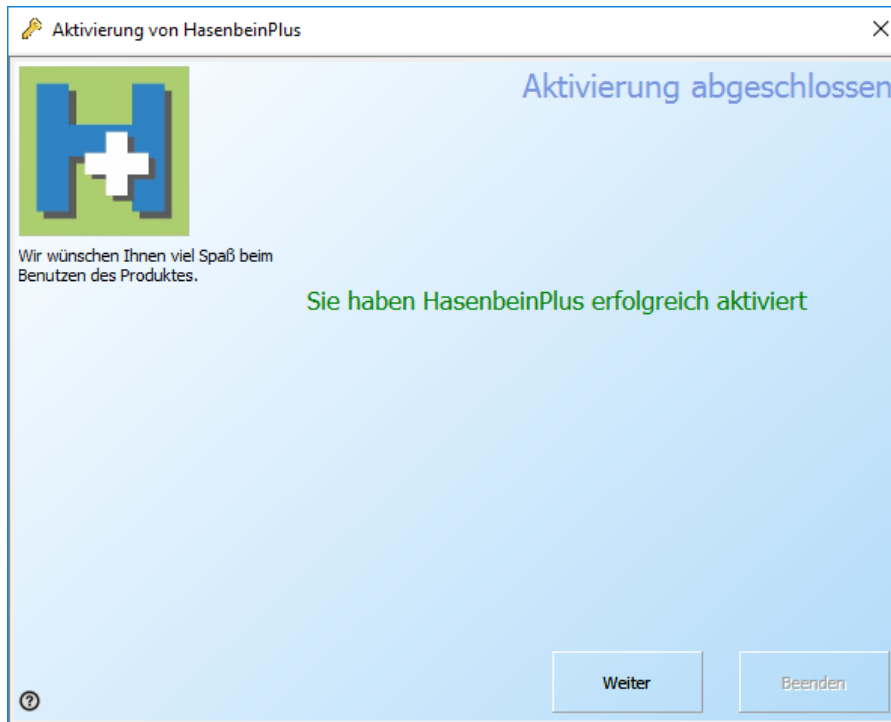 Aktivierung von HasenbeinPlus
Aktivierung abgeschlossen
H+
Wir wünschen Ihnen viel Spaß beim
Benutzen des Produktes.
Sie haben HasenbeinPlus erfolgreich aktiviert
Weiter
Beenden
?